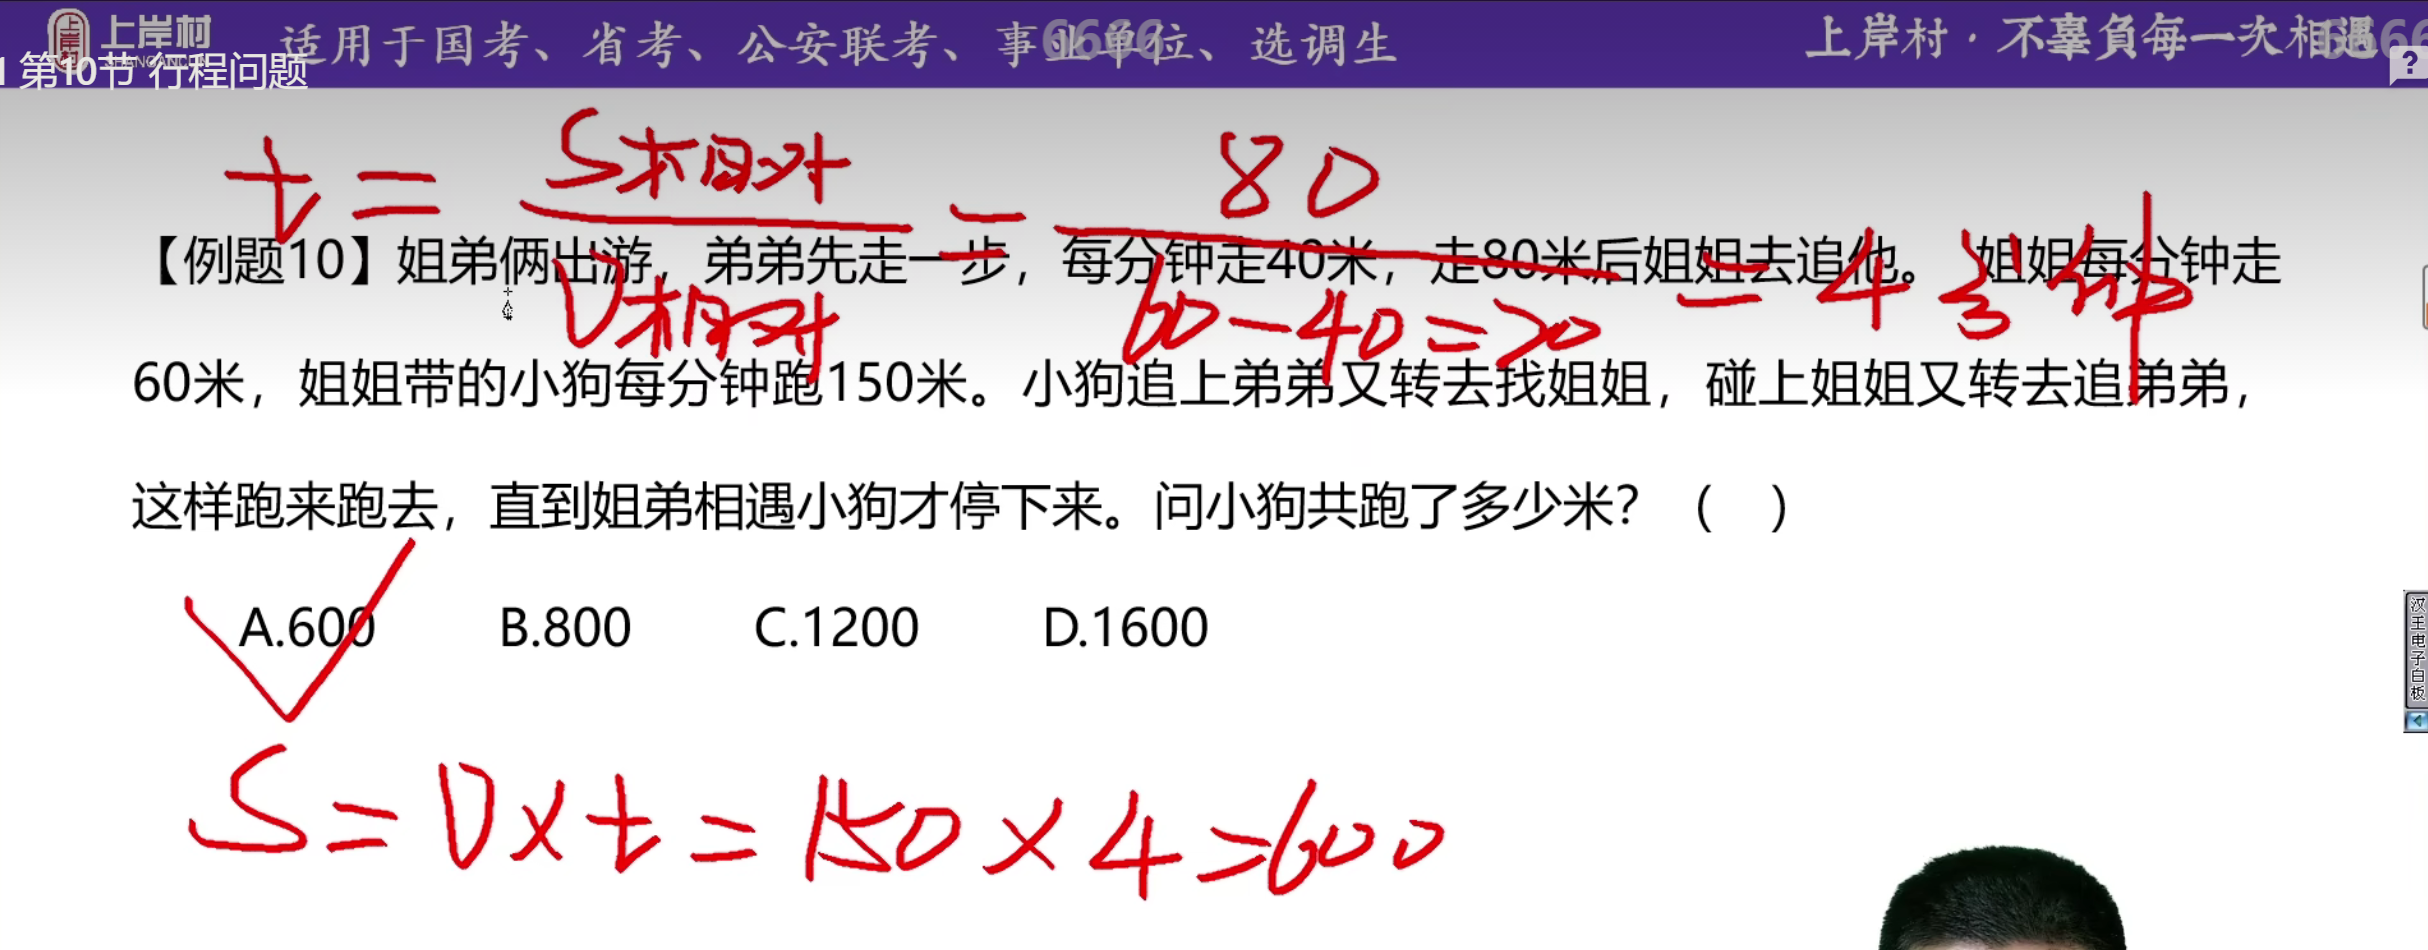 上岸村 适用于国考、省考、公安联考、事业单位、选调生 上岸村·不辜負每一次相遇
SHANGANCUN
6666
第10节 行程问题
?
t = S相对 = 80
【例题10】姐弟俩出游，弟弟先走一步，每分钟走40米，走80米后姐姐去追他。 姐姐每分钟走
V相对 60-40=20 = 4分钟
60米，姐姐带的小狗每分钟跑150米。小狗追上弟弟又转去找姐姐，碰上姐姐又转去追弟弟，
这样跑来跑去，直到姐弟相遇小狗才停下来。问小狗共跑了多少米？（ ）
A.600 B.800 C.1200 D.1600
汉王电子白板
S=V×t=150×4=600